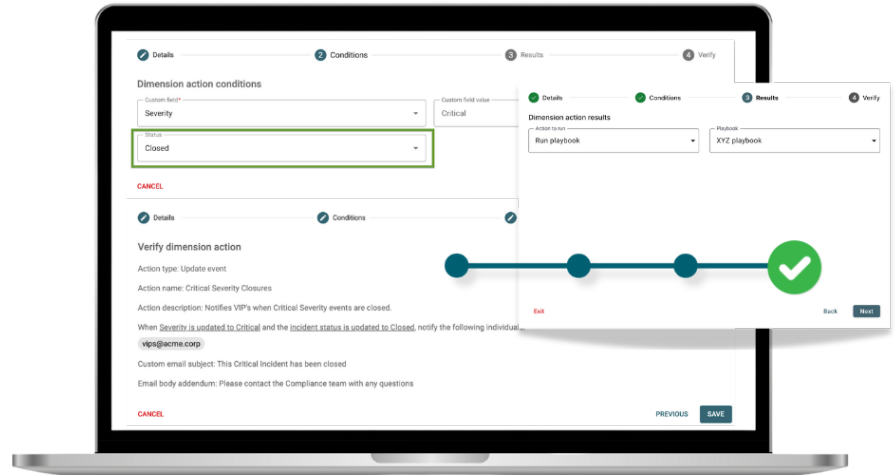 Details
2 Conditions
3 Results
4 Verify
Dimension action conditions
Custom field*
Severity
Custom field value
Critical
Status
Closed
CANCEL
Details
Conditions
Verify dimension action
Action type: Update event
Action name: Critical Severity Closures
Action description: Notifies VIP's when Critical Severity events are closed.
When Severity is updated to Critical and the incident status is updated to Closed, notify the following individuals
vips@acme.corp
Custom email subject: This Critical Incident has been closed
Email body addendum: Please contact the Compliance team with any questions
CANCEL
PREVIOUS
SAVE
Details
Conditions
3 Results
4 Verify
Dimension action results
Action to run
Run playbook
Playbook
XYZ playbook
Exit
Back
Next